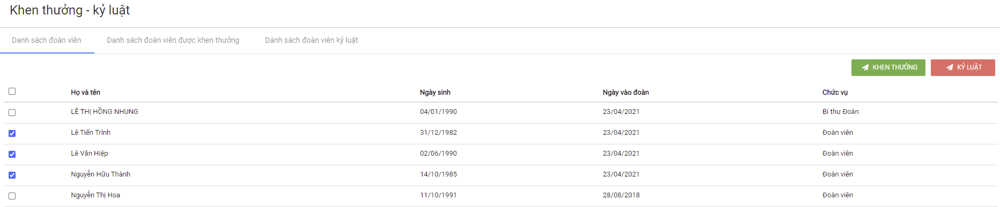 Khen thưởng - kỷ luật
Danh sách đoàn viên Danh sách đoàn viên được khen thưởng Dánh sách đoàn viên kỷ luật
KHEN THƯỞNG KỶ LUẬT
Họ và tên Ngày sinh Ngày vào đoàn Chức vụ
LÊ THỊ HỒNG NHUNG 04/01/1990 23/04/2021 Bí thư Đoàn
Lê Tiến Trình 31/12/1982 23/04/2021 Đoàn viên
Lê Văn Hiệp 02/06/1990 23/04/2021 Đoàn viên
Nguyễn Hữu Thành 14/10/1985 23/04/2021 Đoàn viên
Nguyễn Thị Hoa 11/10/1991 28/08/2018 Đoàn viên